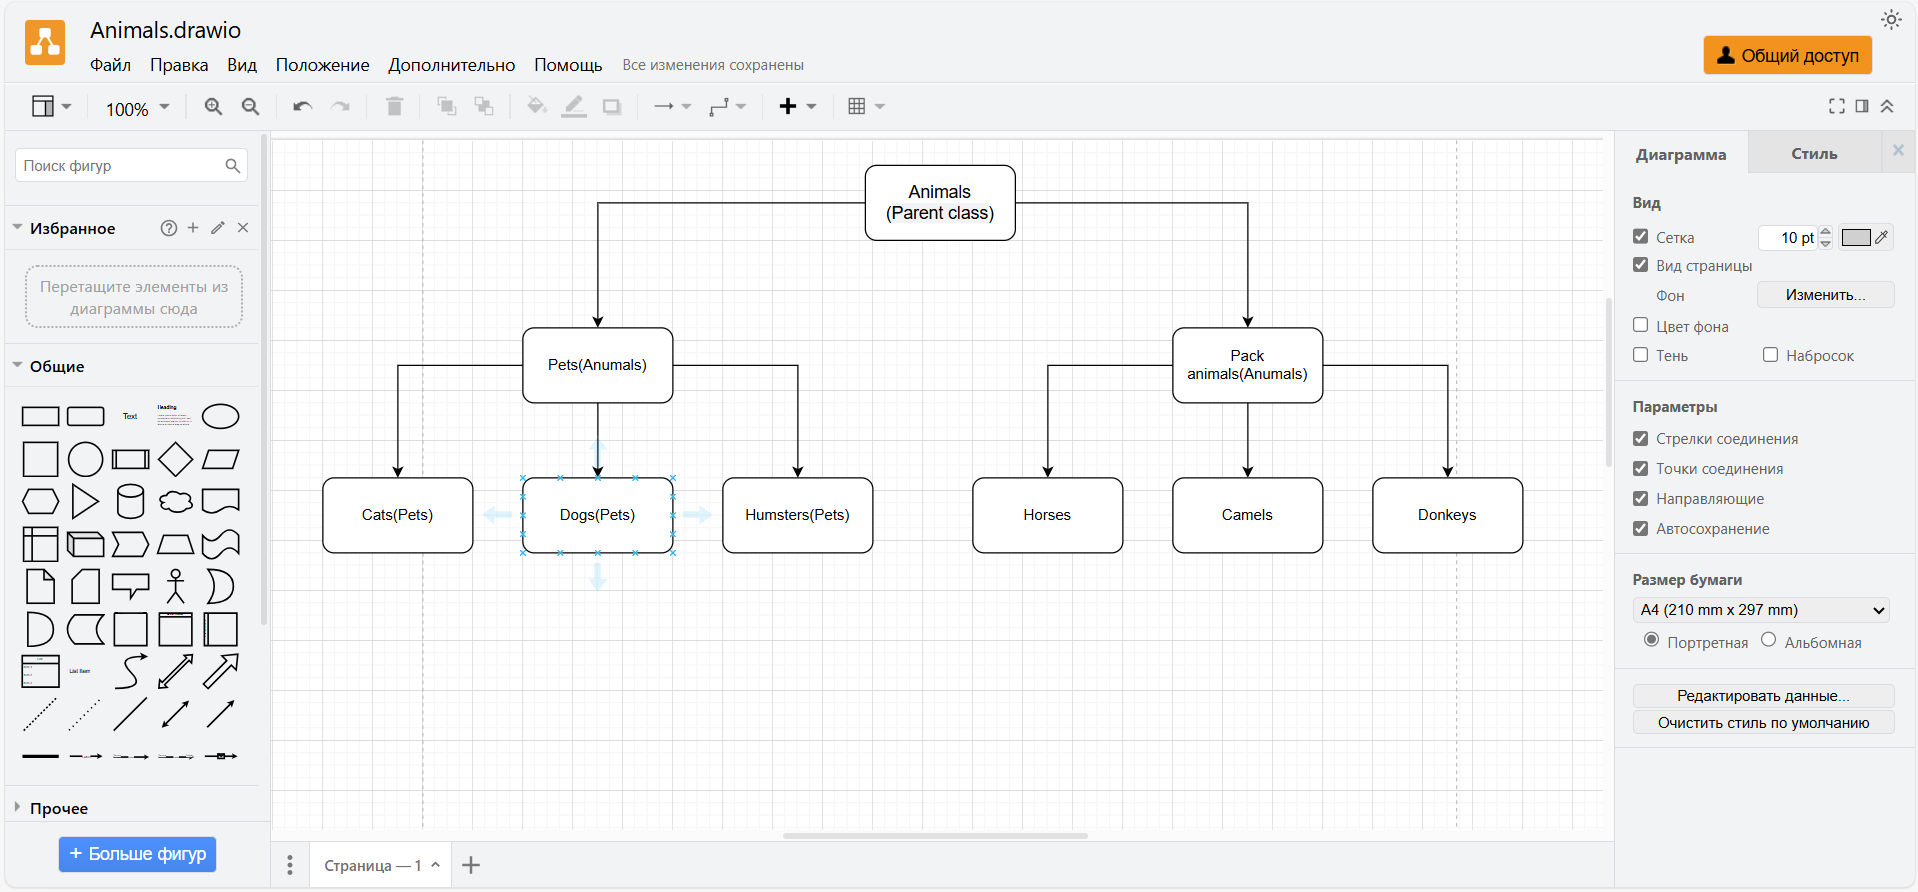 Animals.drawio
Файл Правка Вид Положение Дополнительно Помощь Все изменения сохранены
Общий доступ
100%
Поиск фигур
Избранное
Перетащите элементы из
диаграммы сюда
Общие
Text
Heading
List Item
Прочее
+ Больше фигур
Animals
(Parent class)
Pets(Anumals)
Pack
animals(Anumals)
Cats(Pets)
Dogs(Pets)
Humsters(Pets)
Horses
Camels
Donkeys
Страница — 1
Диаграмма
Стиль
Вид
Сетка
10 pt
Вид страницы
Фон
Изменить...
Цвет фона
Тень
Набросок
Параметры
Стрелки соединения
Точки соединения
Направляющие
Автосохранение
Размер бумаги
A4 (210 mm x 297 mm)
Портретная
Альбомная
Редактировать данные...
Очистить стиль по умолчанию